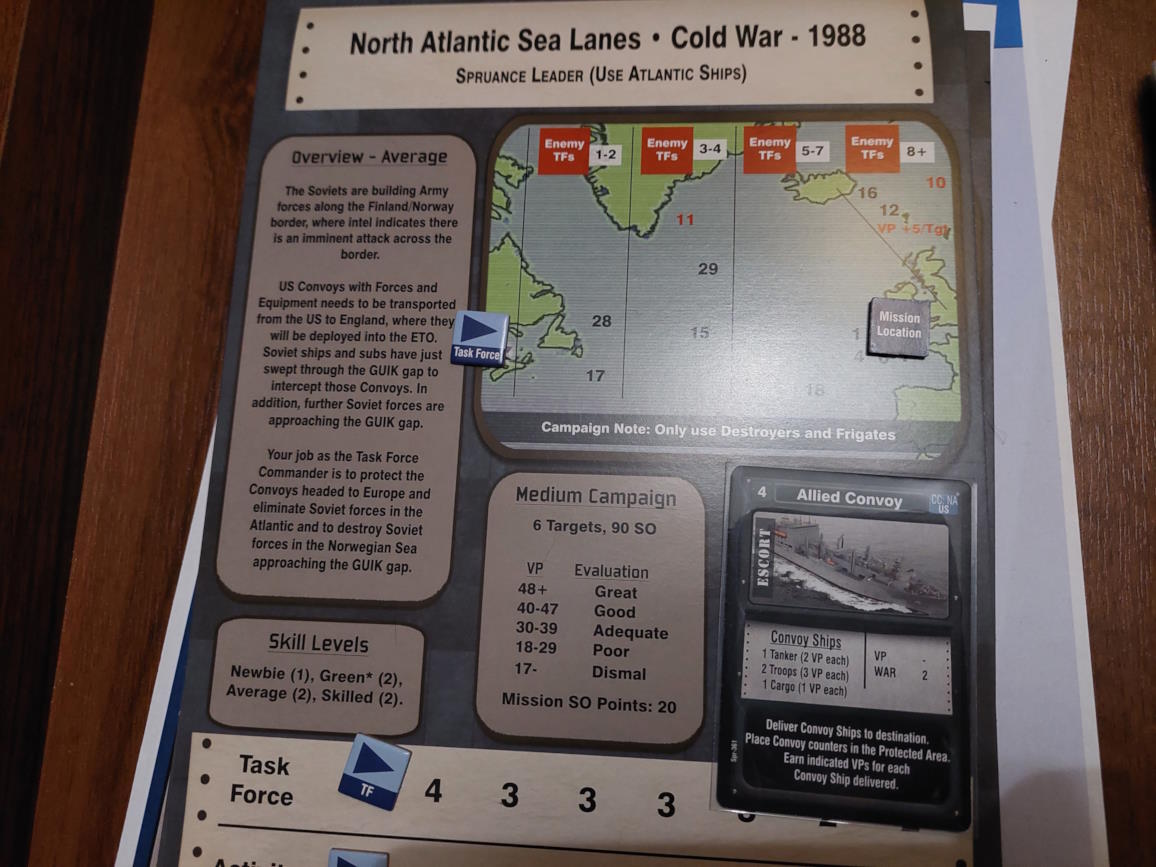 North Atlantic Sea Lanes • Cold War - 1988
Spruance Leader (Use Atlantic Ships)
Overview - Average
The Soviets are building Army
forces along the Finland/Norway
border, where intel indicates there
is an imminent attack across the
border.
US Convoys with Forces and
Equipment needs to be transported
from the US to England, where they
will be deployed into the ETO.
Soviet ships and subs have just
swept through the GUIK gap to
intercept those Convoys. In
addition, further Soviet forces are
approaching the GUIK gap.
Your job as the Task Force
Commander is to protect the
Convoys headed to Europe and
eliminate Soviet forces in the
Atlantic and to destroy Soviet
forces in the Norwegian Sea
approaching the GUIK gap.
Skill Levels
Newbie (1), Green* (2),
Average (2), Skilled (2).
Enemy
TFs
1-2
Enemy
TFs
3-4
Enemy
TFs
5-7
Enemy
TFs
8+
10
16
12
11
VP +5/Tgt
29
28
15
17
18
Task Force
Mission
Location
Campaign Note: Only use Destroyers and Frigates
Medium Campaign
6 Targets, 90 SO
VP Evaluation
48+ Great
40-47 Good
30-39 Adequate
18-29 Poor
17- Dismal
Mission SO Points: 20
4 Allied Convoy CC, NA
US
ESCORT
Convoy Ships
1 Tanker (2 VP each)
2 Troops (3 VP each)
1 Cargo (1 VP each)
VP -
WAR 2
Deliver Convoy Ships to destination.
Place Convoy counters in the Protected Area.
Earn indicated VPs for each
Convoy Ship delivered.
Spr-361
Task
Force
TF
4 3 3 3